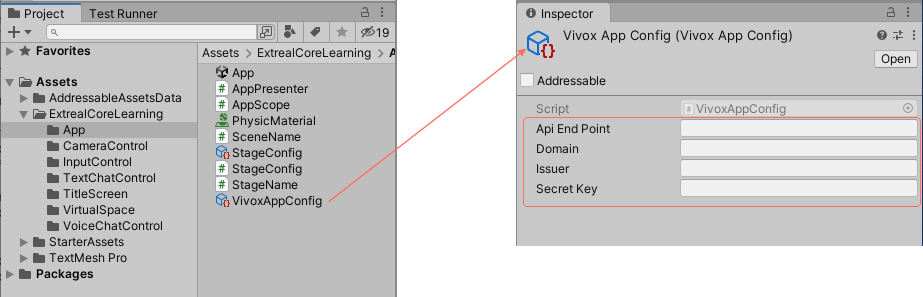 Project
Test Runner
19
Favorites
Assets
AddressableAssetsData
ExtrealCoreLearning
App
CameraControl
InputControl
TextChatControl
TitleScreen
VirtualSpace
VoiceChatControl
StarterAssets
TextMesh Pro
Packages
Assets > ExtrealCoreLearning >
App
AppPresenter
AppScope
PhysicMaterial
SceneName
StageConfig
StageConfig
StageName
VivoxAppConfig
Inspector
Vivox App Config (Vivox App Config)
Open
Addressable
Script
VivoxAppConfig
Api End Point
Domain
Issuer
Secret Key